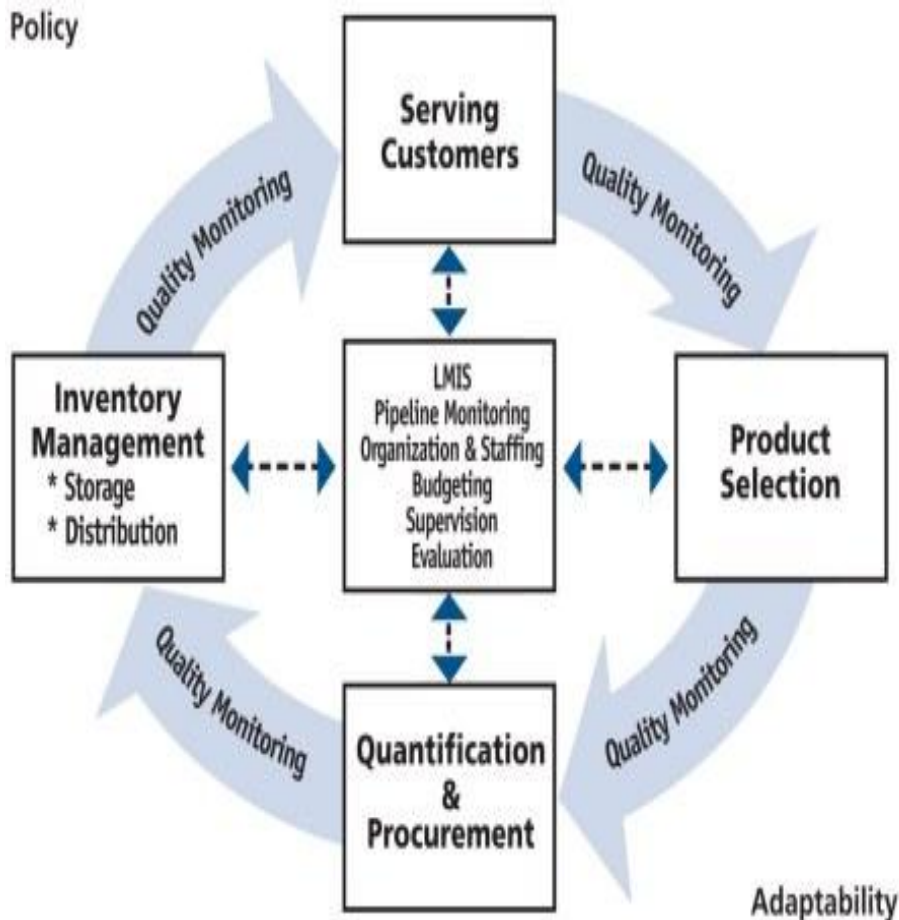 Policy
Serving
Customers
Quality Monitoring
Quality Monitoring
Inventory
Management
* Storage
* Distribution
LMIS
Pipeline Monitoring
Organization & Staffing
Budgeting
Supervision
Evaluation
Product
Selection
Quality Monitoring
Quality Monitoring
Quantification
&
Procurement
Adaptability